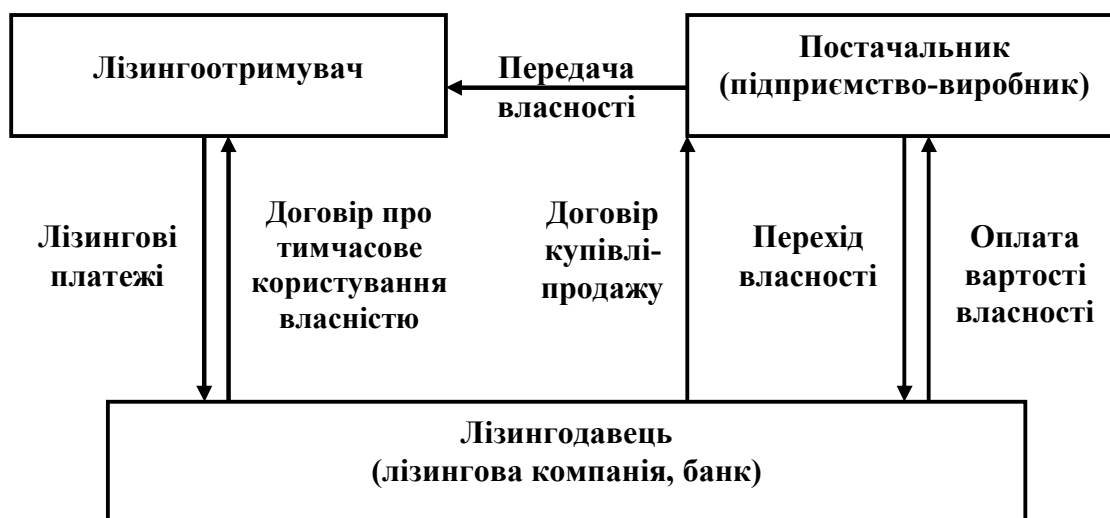 Лізингоотримувач
Передача
власності
Постачальник
(підприємство-виробник)
Лізингові
платежі
Договір про
тимчасове
користування
власністю
Договір
купівлі-
продажу
Перехід
власності
Оплата
вартості
власності
Лізингодавець
(лізингова компанія, банк)